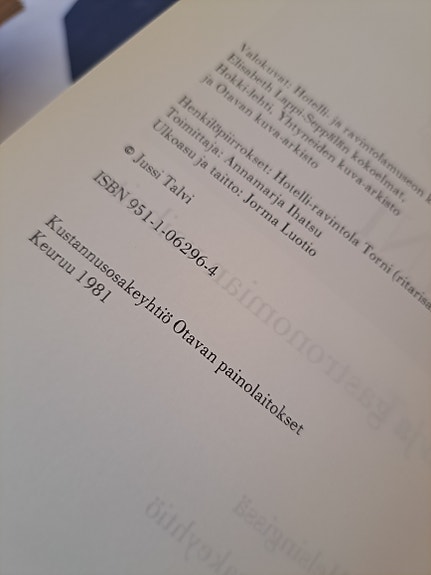 Valokuvat: Hotelli- ja ravintolamuseon
Elisabeth Lappi-Seppälän kokoelmat,
Hokki-lehti, Yhtyneiden kuva-arkisto
ja Otavan kuva-arkisto
Henkilöpiirrokset: Hotelli-ravintola Torni (ritarisa
Toimittaja: Annamarja Ihatsu
Ulkoasu ja taitto: Jorma Luotio
© Jussi Talvi
ISBN 951-1-06296-4
Kustannusosakeyhtiö Otavan painolaitokset
Keuruu 1981